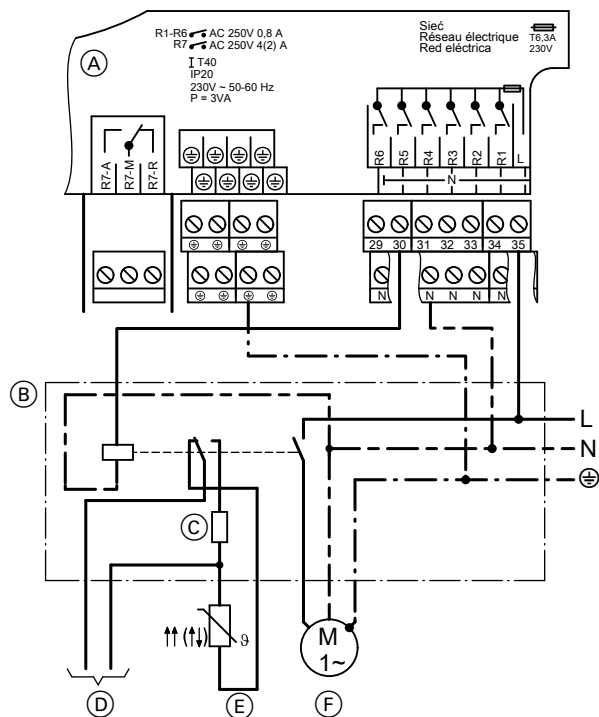 A
R1-R6 AC 250V 0,8 A
R7 AC 250V 4(2) A
T40
IP20
230V ~ 50-60 Hz
P = 3VA
Sieć
Réseau électrique
Red eléctrica
T6,3A
230V
R7-A R7-M R7-R
R6 R5 R4 R3 R2 R1 L
N
29 30 31 32 33 34 35
N N N N N
B
L
N
C
ϑ
M
1~
D
E
F